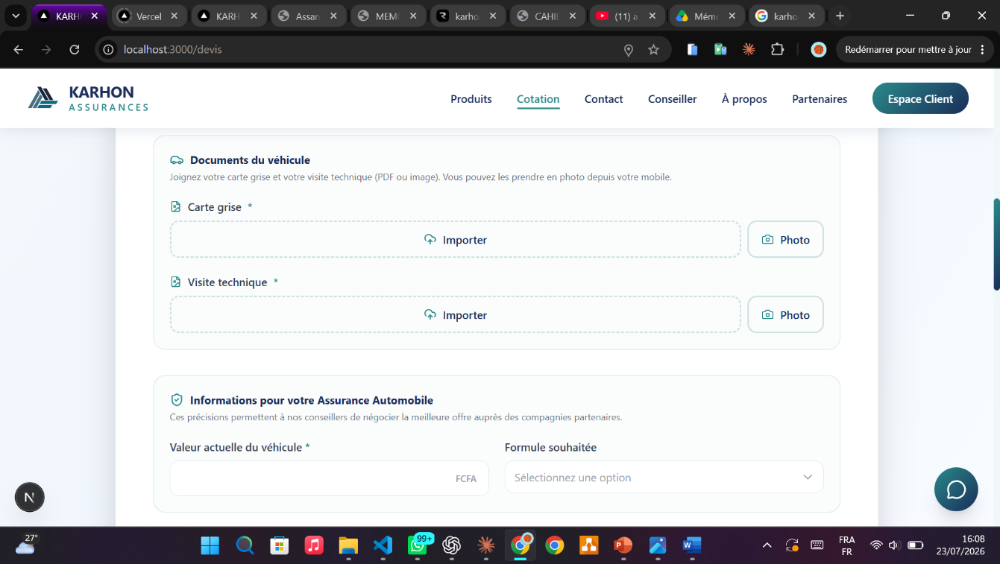 KARH
Vercel
KARH
Assan
MEM
karho
CAHI
(11) a
Mémo
karho
localhost:3000/devis
Redémarrer pour mettre à jour
KARHON
ASSURANCES
Produits
Cotation
Contact
Conseiller
À propos
Partenaires
Espace Client
Documents du véhicule
Joignez votre carte grise et votre visite technique (PDF ou image). Vous pouvez les prendre en photo depuis votre mobile.
Carte grise *
Importer
Photo
Visite technique *
Importer
Photo
Informations pour votre Assurance Automobile
Ces précisions permettent à nos conseillers de négocier la meilleure offre auprès des compagnies partenaires.
Valeur actuelle du véhicule *
Formule souhaitée
FCFA
Sélectionnez une option
N
27°
99+
P
W
FRA
FR
16:08
23/07/2026